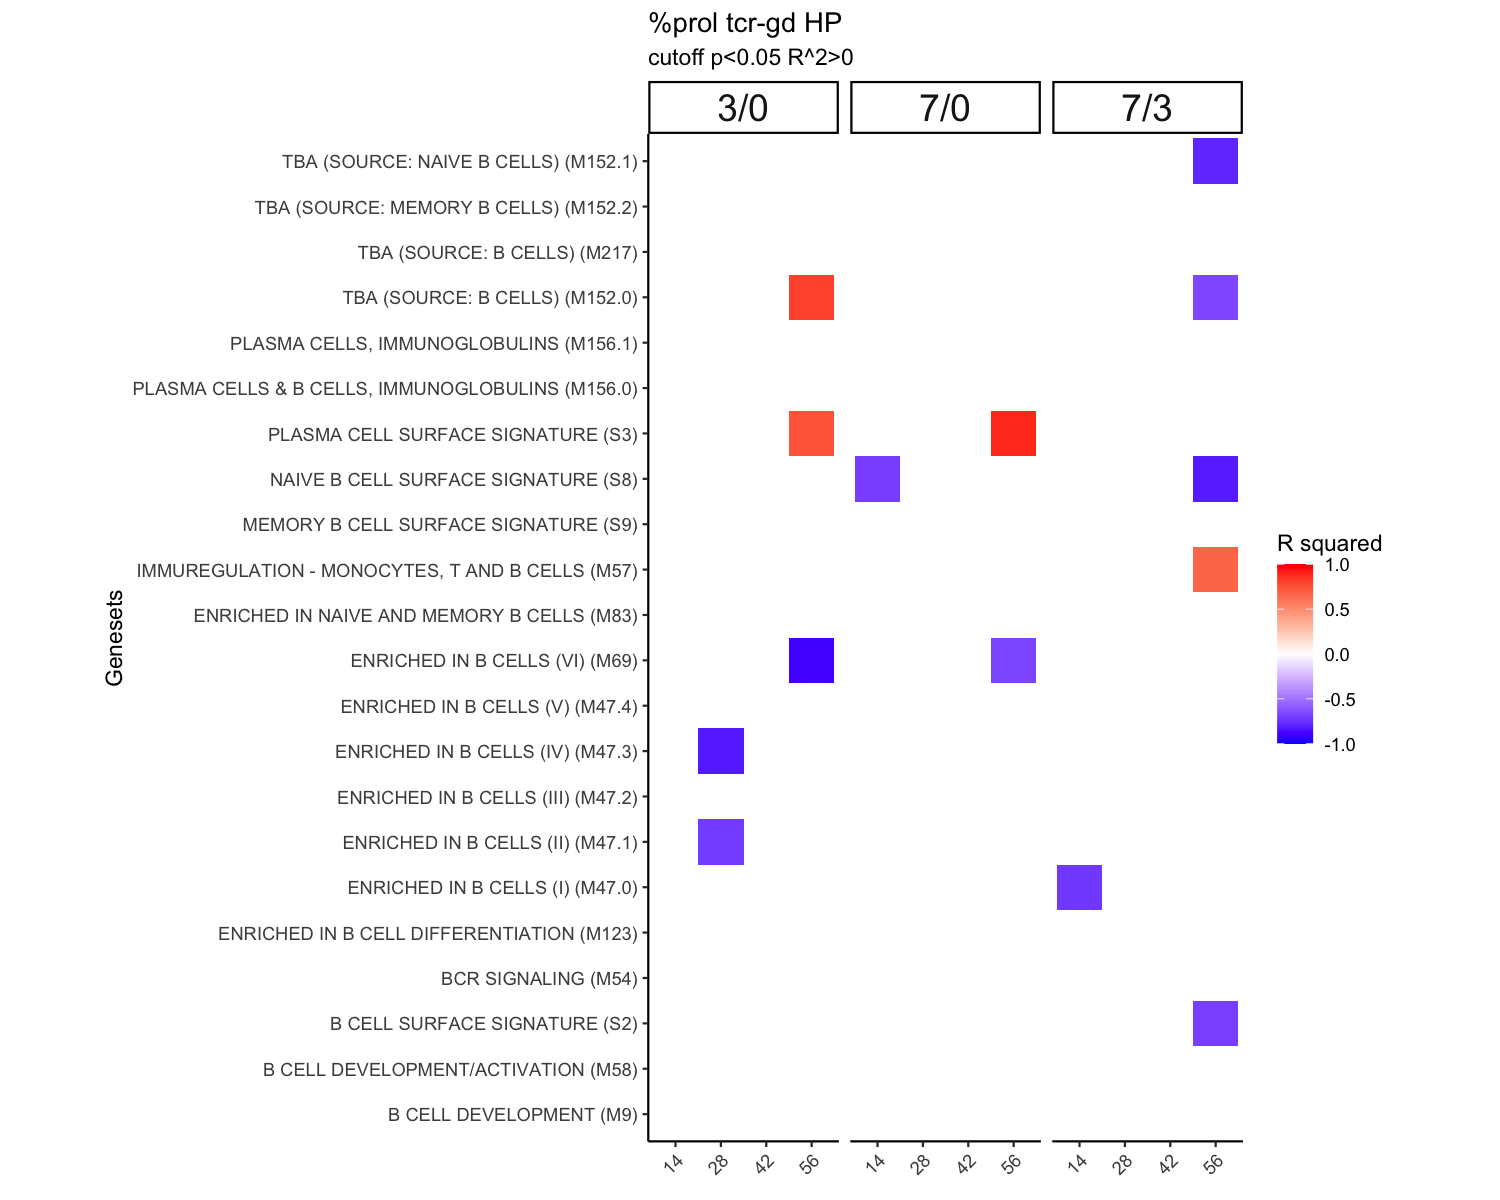 %prol tcr-gd HP
cutoff p<0.05 R^2>0
3/0 7/0 7/3
TBA (SOURCE: NAIVE B CELLS) (M152.1)
TBA (SOURCE: MEMORY B CELLS) (M152.2)
TBA (SOURCE: B CELLS) (M217)
TBA (SOURCE: B CELLS) (M152.0)
PLASMA CELLS, IMMUNOGLOBULINS (M156.1)
PLASMA CELLS & B CELLS, IMMUNOGLOBULINS (M156.0)
PLASMA CELL SURFACE SIGNATURE (S3)
NAIVE B CELL SURFACE SIGNATURE (S8)
MEMORY B CELL SURFACE SIGNATURE (S9)
IMMUREGULATION - MONOCYTES, T AND B CELLS (M57)
ENRICHED IN NAIVE AND MEMORY B CELLS (M83)
ENRICHED IN B CELLS (VI) (M69)
ENRICHED IN B CELLS (V) (M47.4)
ENRICHED IN B CELLS (IV) (M47.3)
ENRICHED IN B CELLS (III) (M47.2)
ENRICHED IN B CELLS (II) (M47.1)
ENRICHED IN B CELLS (I) (M47.0)
ENRICHED IN B CELL DIFFERENTIATION (M123)
BCR SIGNALING (M54)
B CELL SURFACE SIGNATURE (S2)
B CELL DEVELOPMENT/ACTIVATION (M58)
B CELL DEVELOPMENT (M9)
Genesets
14 28 42 56 14 28 42 56 14 28 42 56
R squared
1.0
0.5
0.0
-0.5
-1.0